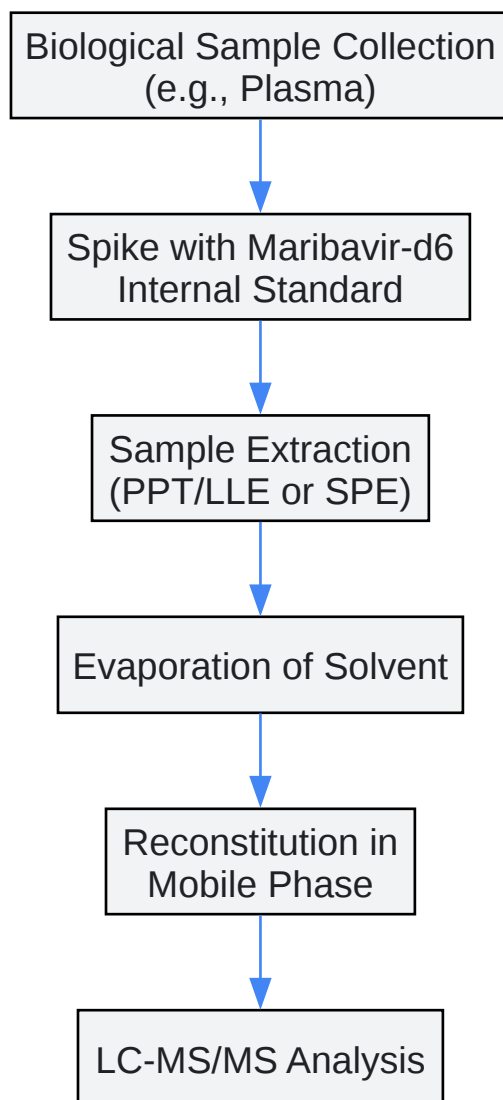 Biological Sample Collection
(e.g., Plasma)
Spike with Maribavir-d6
Internal Standard
Sample Extraction
(PPT/LLE or SPE)
Evaporation of Solvent
Reconstitution in
Mobile Phase
LC-MS/MS Analysis